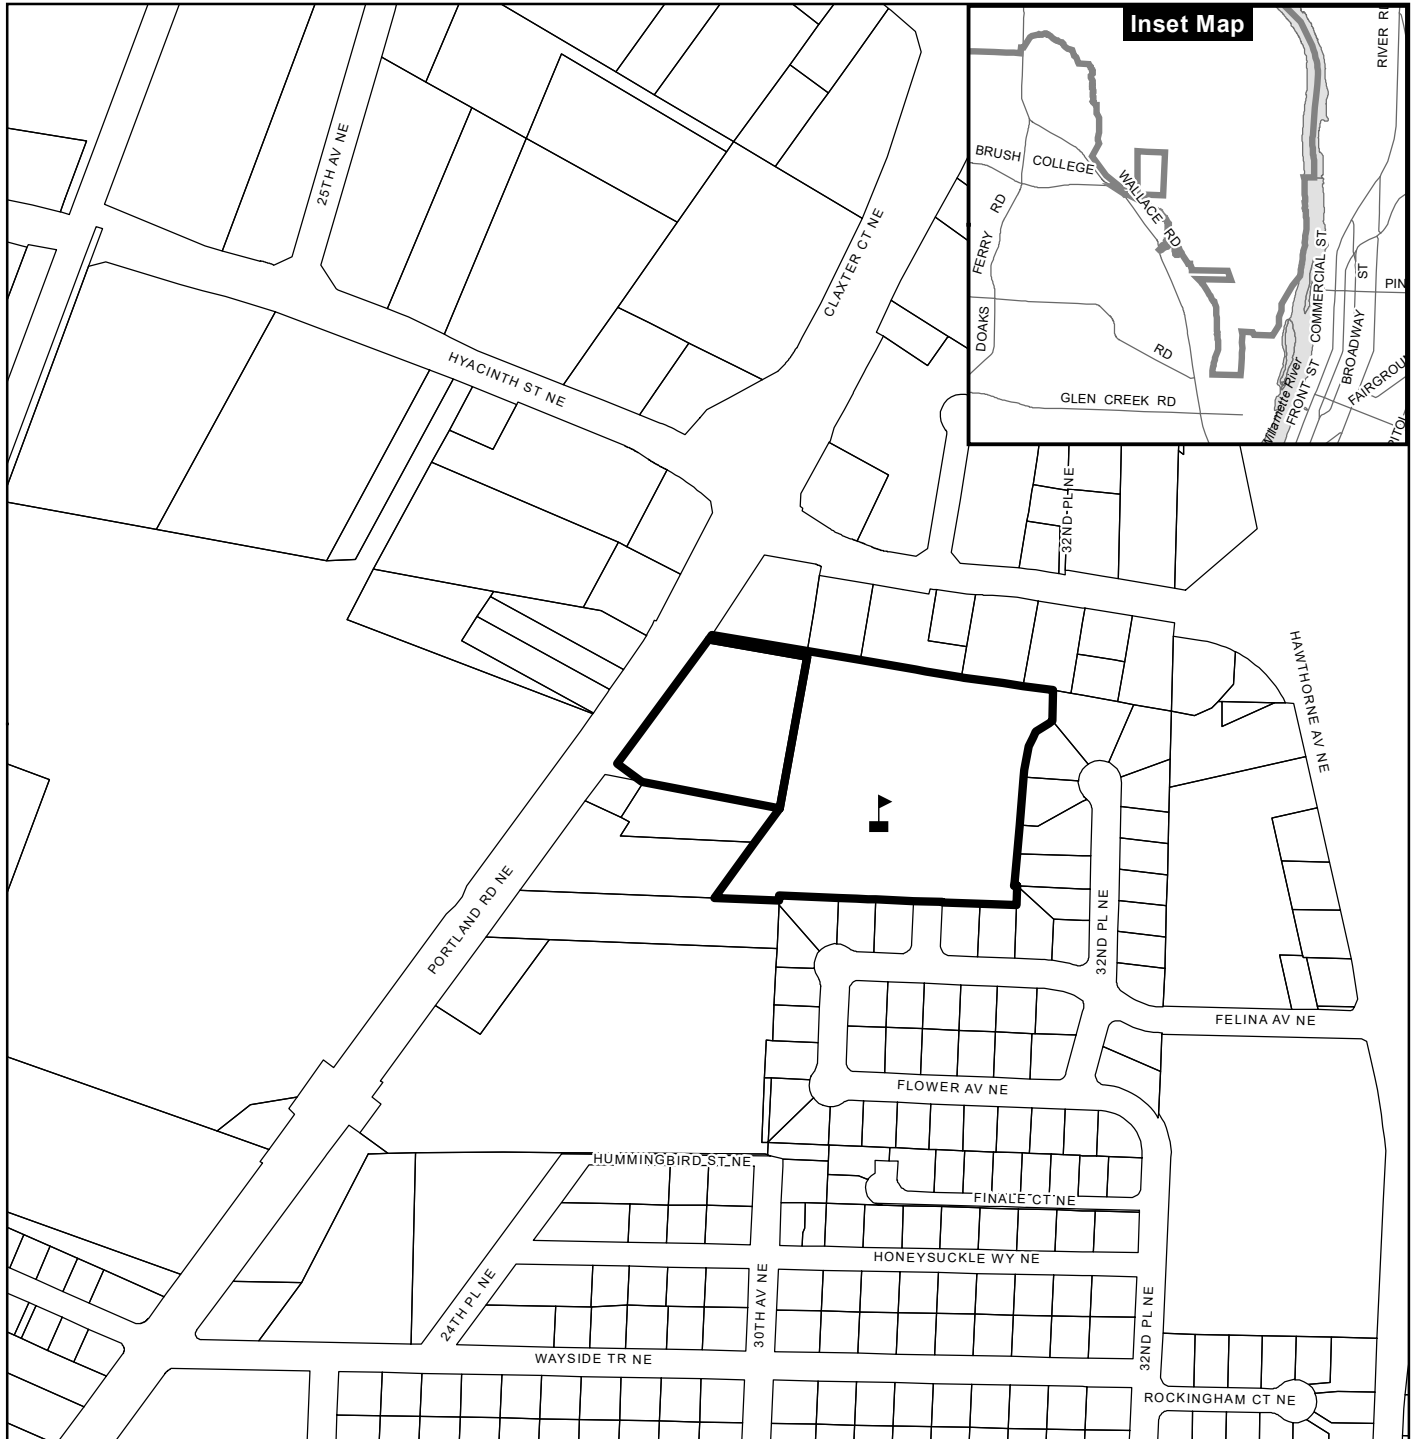 Inset Map
RIVER
BRUSH COLLEGE
WALLACE RD
FERRY RD
DOAKS
RD
GLEN CREEK RD
Willamette River
FRONT ST
COMMERCIAL ST
BROADWAY ST
25TH AV NE
CLAXTER CT NE
HYACINTH ST NE
32ND PL NE
HAWTHORNE AV NE
PORTLAND RD NE
32ND PL NE
FELINA AV NE
FLOWER AV NE
HUMMINGBIRD ST NE
FINALE CT NE
HONEYSUCKLE WY NE
24TH PL NE
30TH AV NE
32ND PL NE
WAYSIDE TR NE
ROCKINGHAM CT NE